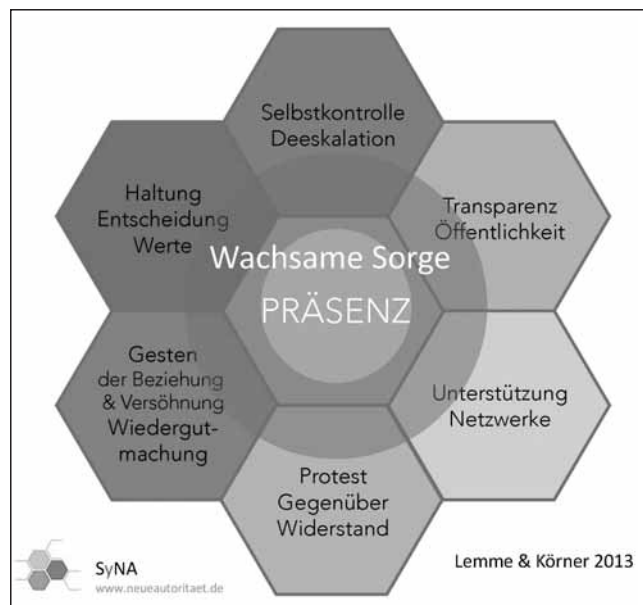 Selbstkontrolle
Deeskalation
Haltung
Entscheidung
Werte
Transparenz
Öffentlichkeit
Wachsame Sorge
PRÄSENZ
Gesten
der Beziehung
& Versöhnung
Wiedergut-
machung
Unterstützung
Netzwerke
Protest
Gegenüber
Widerstand
SyNA
www.neueautoritaet.de
Lemme & Körner 2013